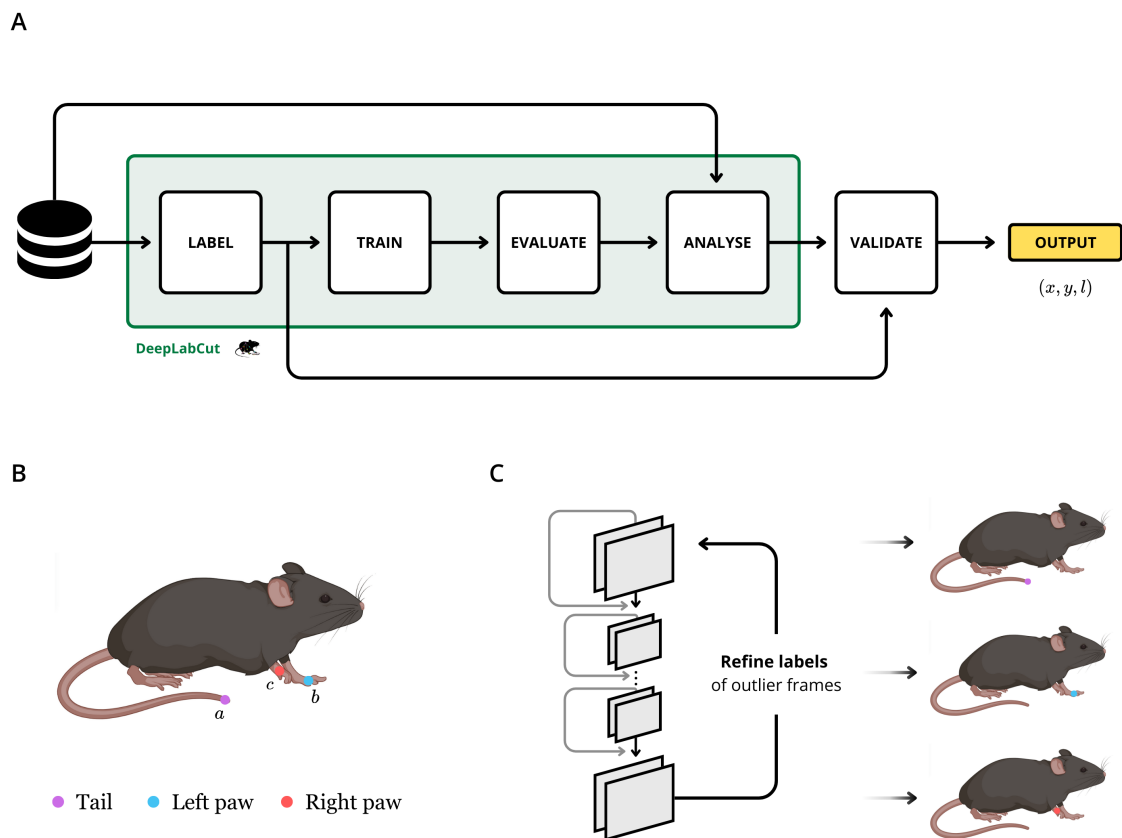 A
LABEL
TRAIN
EVALUATE
ANALYSE
VALIDATE
OUTPUT
(x, y, l)
DeepLabCut
B
C
c
b
a
Refine labels
of outlier frames
Tail
Left paw
Right paw